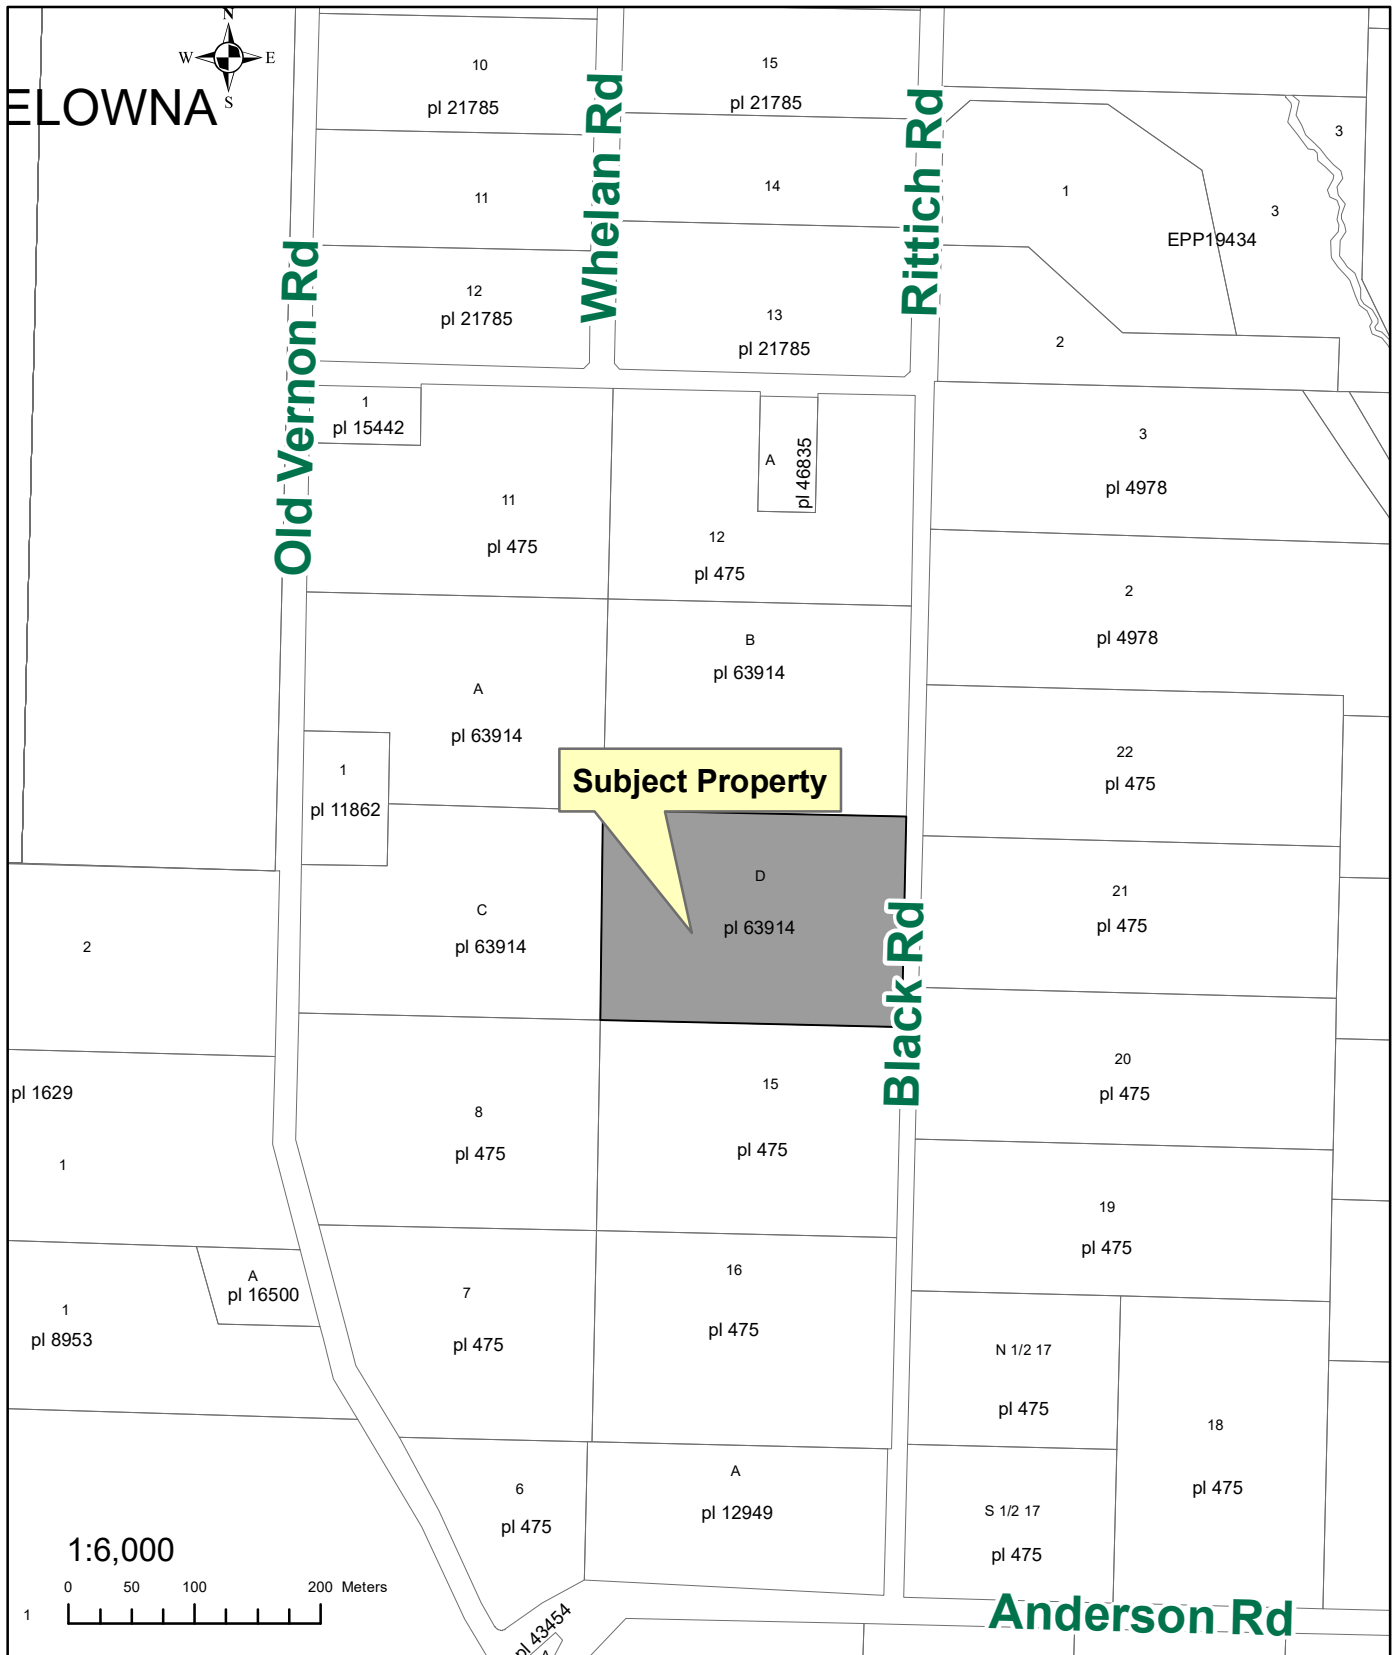 N
W E
S
ELOWNA
10
pl 21785
15
pl 21785
Whelan Rd
Rittich Rd
3
11
14
1
3
EPP19434
Old Vernon Rd
12
pl 21785
13
pl 21785
2
1
pl 15442
A
pl 46835
3
pl 4978
11
pl 475
12
pl 475
2
pl 4978
A
pl 63914
B
pl 63914
1
pl 11862
Subject Property
22
pl 475
D
pl 63914
21
pl 475
C
pl 63914
2
Black Rd
pl 1629
1
8
pl 475
15
pl 475
20
pl 475
19
pl 475
A
pl 16500
1
pl 8953
7
pl 475
16
pl 475
N 1/2 17
pl 475
18
pl 475
6
pl 475
A
pl 12949
S 1/2 17
pl 475
1:6,000
0 50 100 200 Meters
1
pl 43454
Anderson Rd